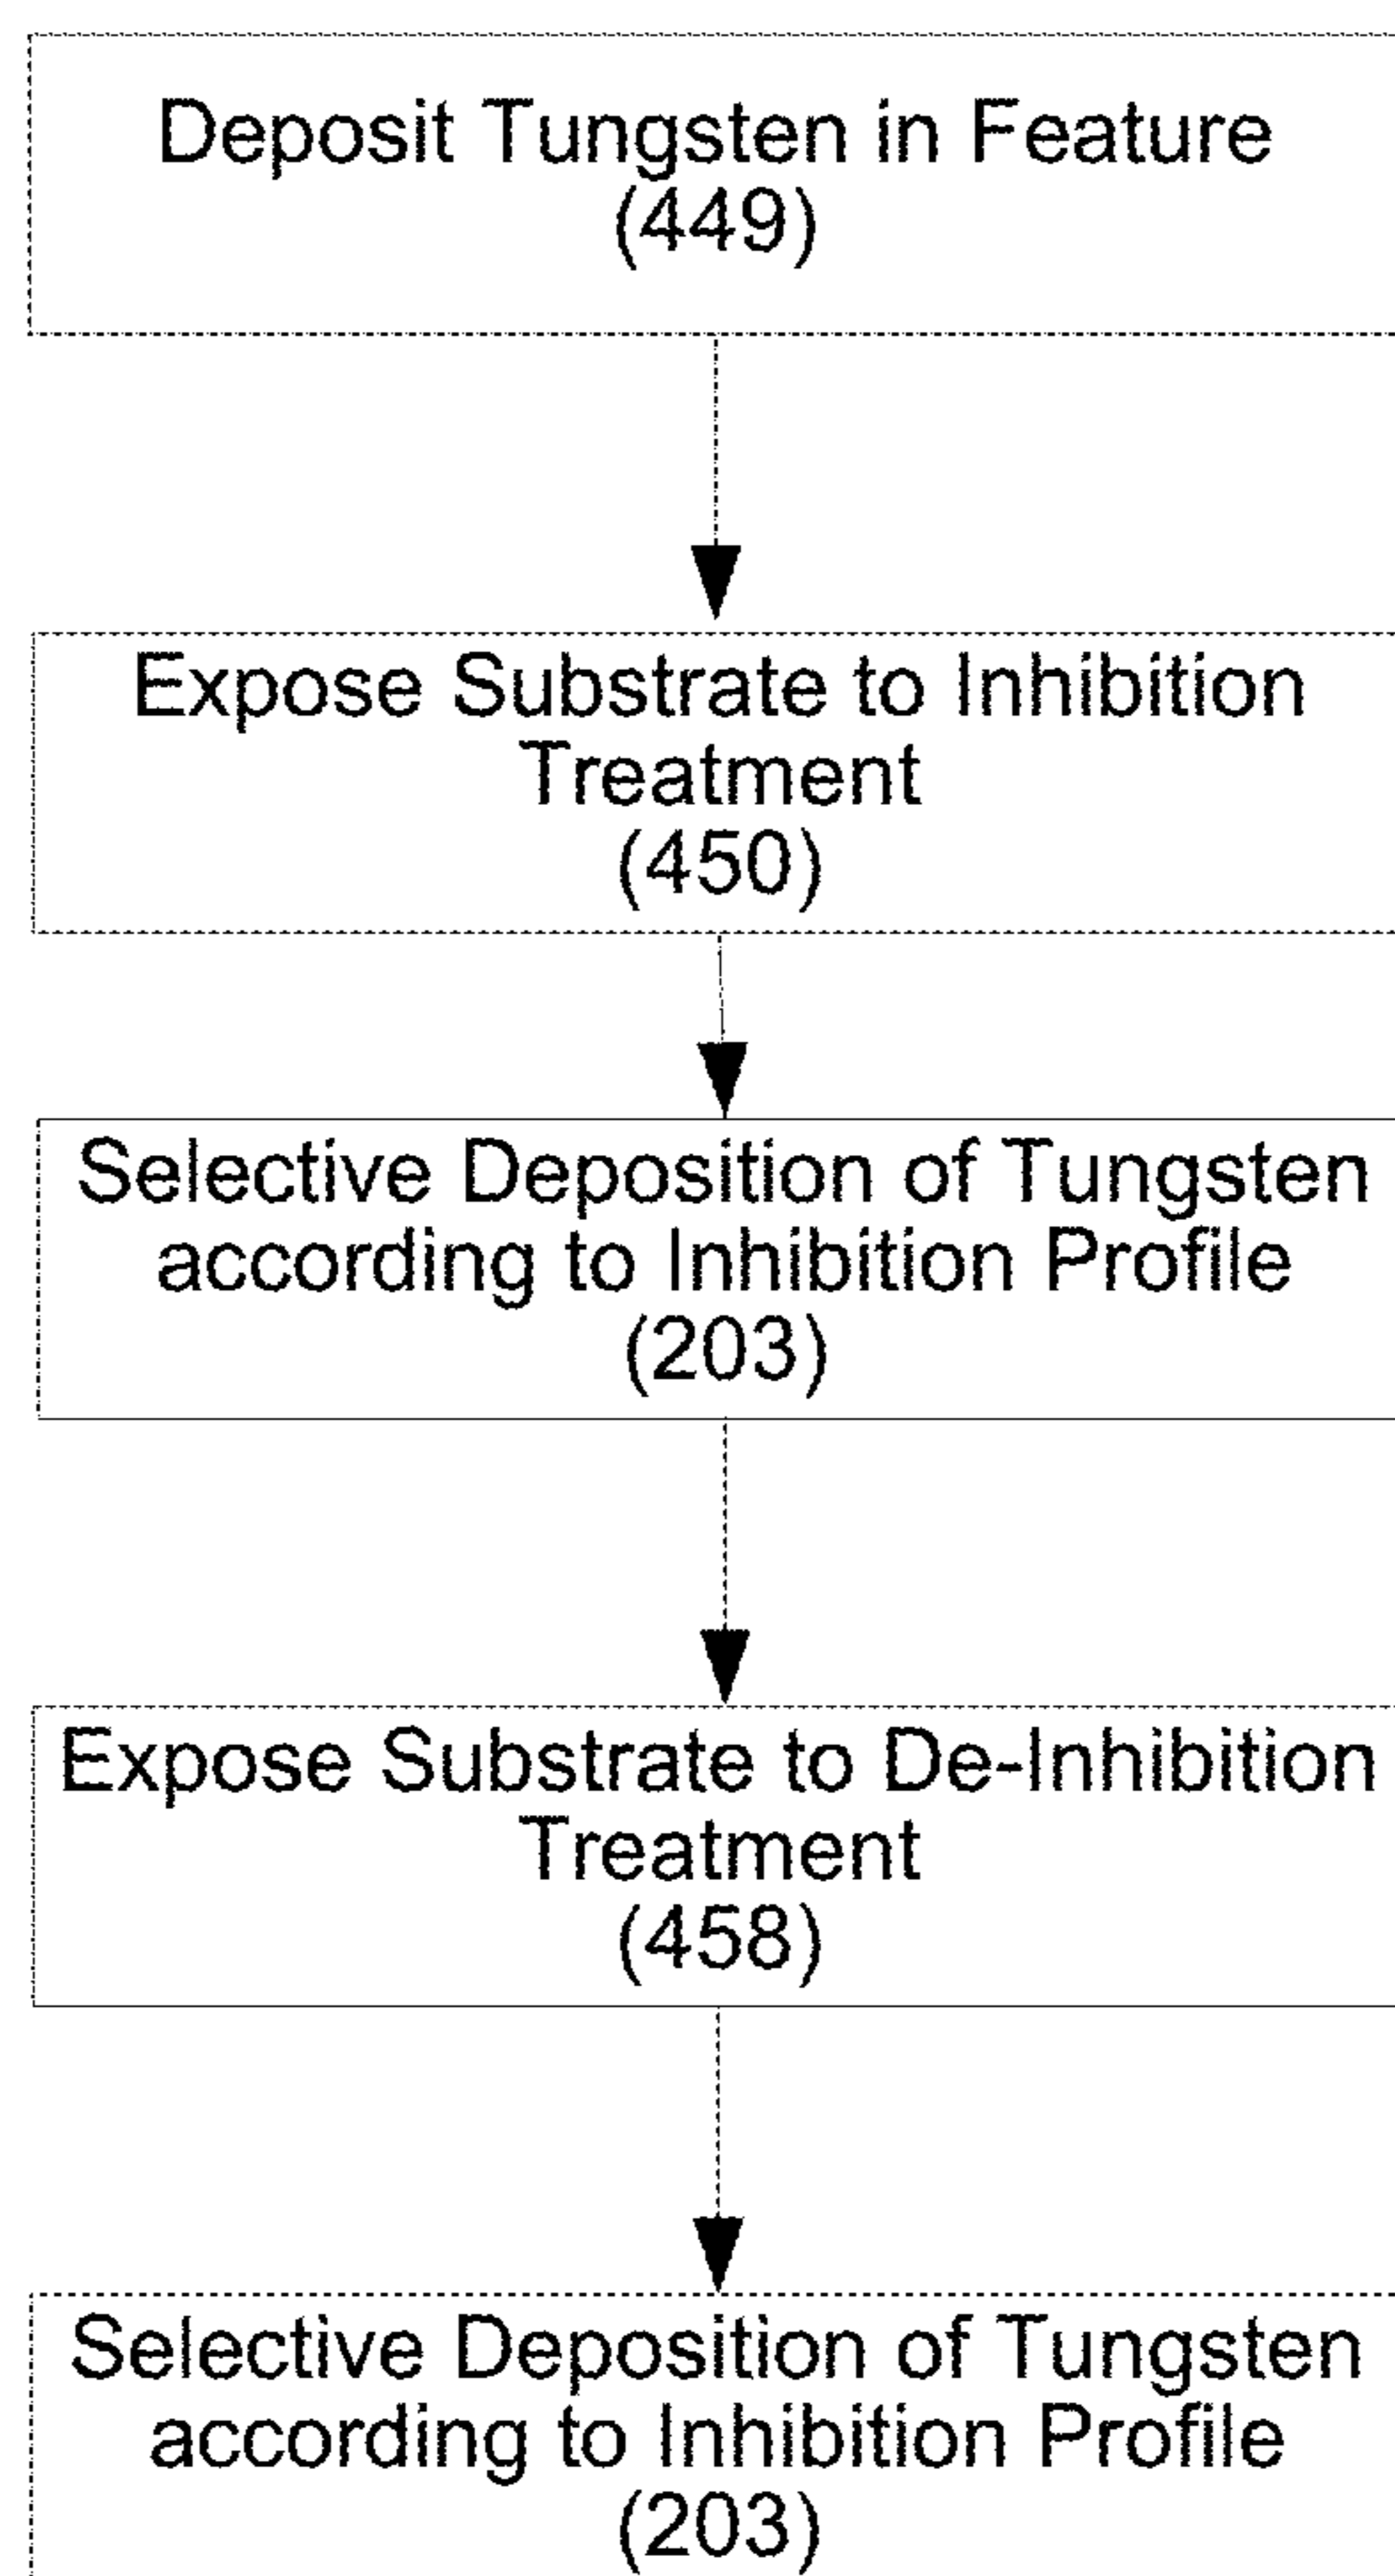 Deposit Tungsten in Feature
(449)
Expose Substrate to Inhibition
Treatment
(450)
Selective Deposition of Tungsten
according to Inhibition Profile
(203)
Expose Substrate to De-Inhibition
Treatment
(458)
Selective Deposition of Tungsten
according to Inhibition Profile
(203)